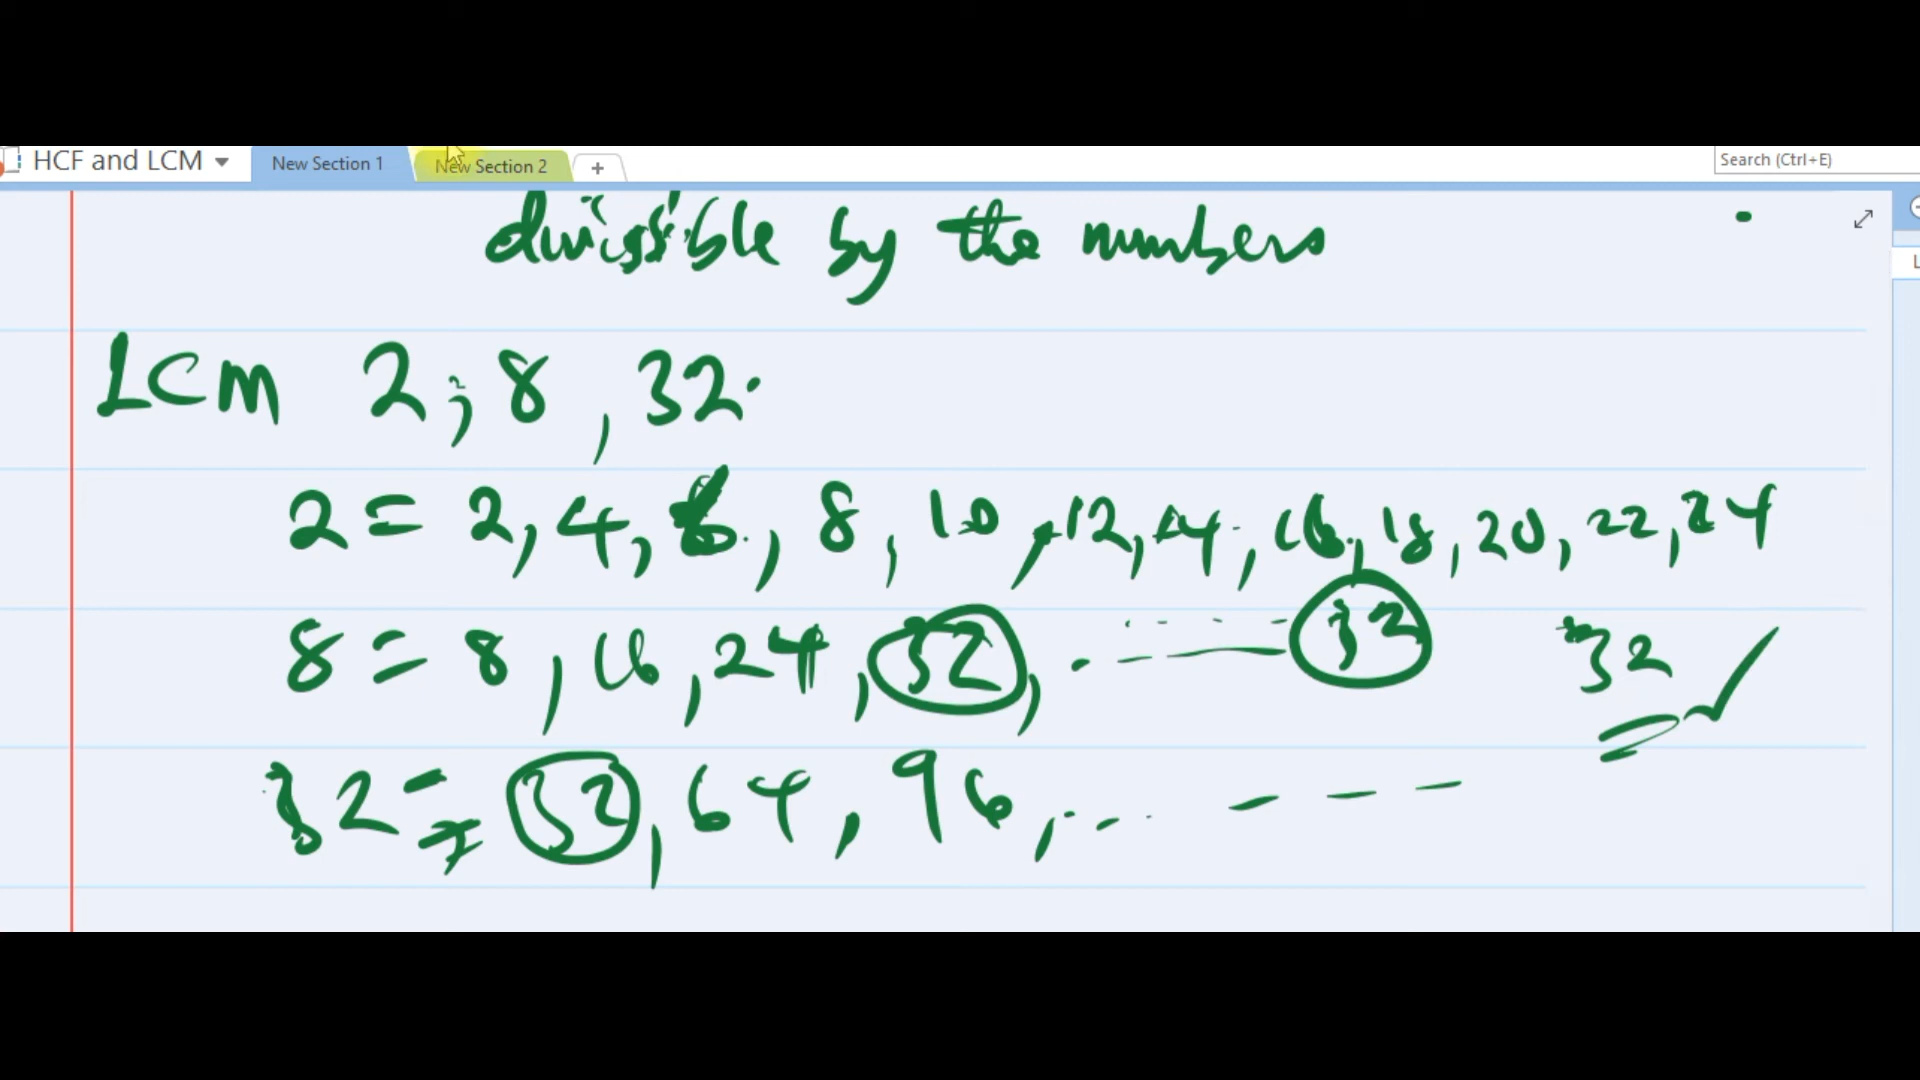 HCF and LCM New Section 1 New Section 2 + Search (Ctrl+E)
divissible by the numbers
LCM 2, 8, 32.
2 = 2, 4, 6, 8, 10, 12, 14, 16, 18, 20, 22, 24
8 = 8, 16, 24, 32, . ---- 32 32
32 = 32, 64, 96, ... - - -